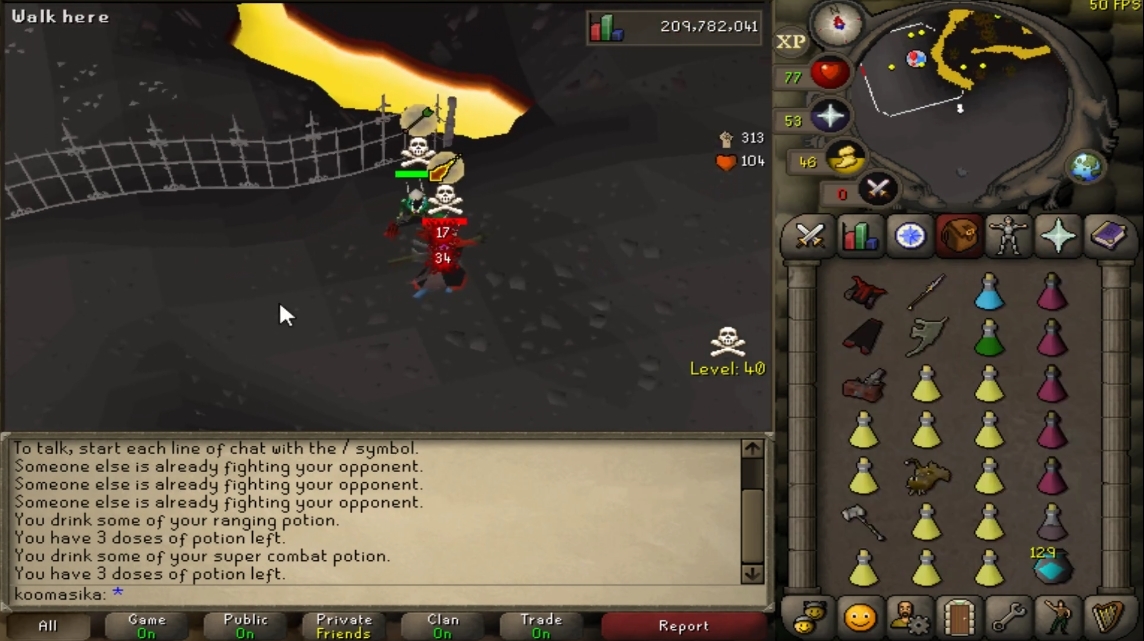 Walk here
209,782,041
50 FPS
N
XP
77
313
104
53
46
0
17
34
Level: 40
To talk, start each line of chat with the / symbol.
Someone else is already fighting your opponent.
Someone else is already fighting your opponent.
Someone else is already fighting your opponent.
You drink some of your ranging potion.
You have 3 doses of potion left.
You drink some of your super combat potion.
You have 3 doses of potion left.
koomasika: *
129
All
Game
On
Public
On
Private
Friends
Clan
On
Trade
On
Report